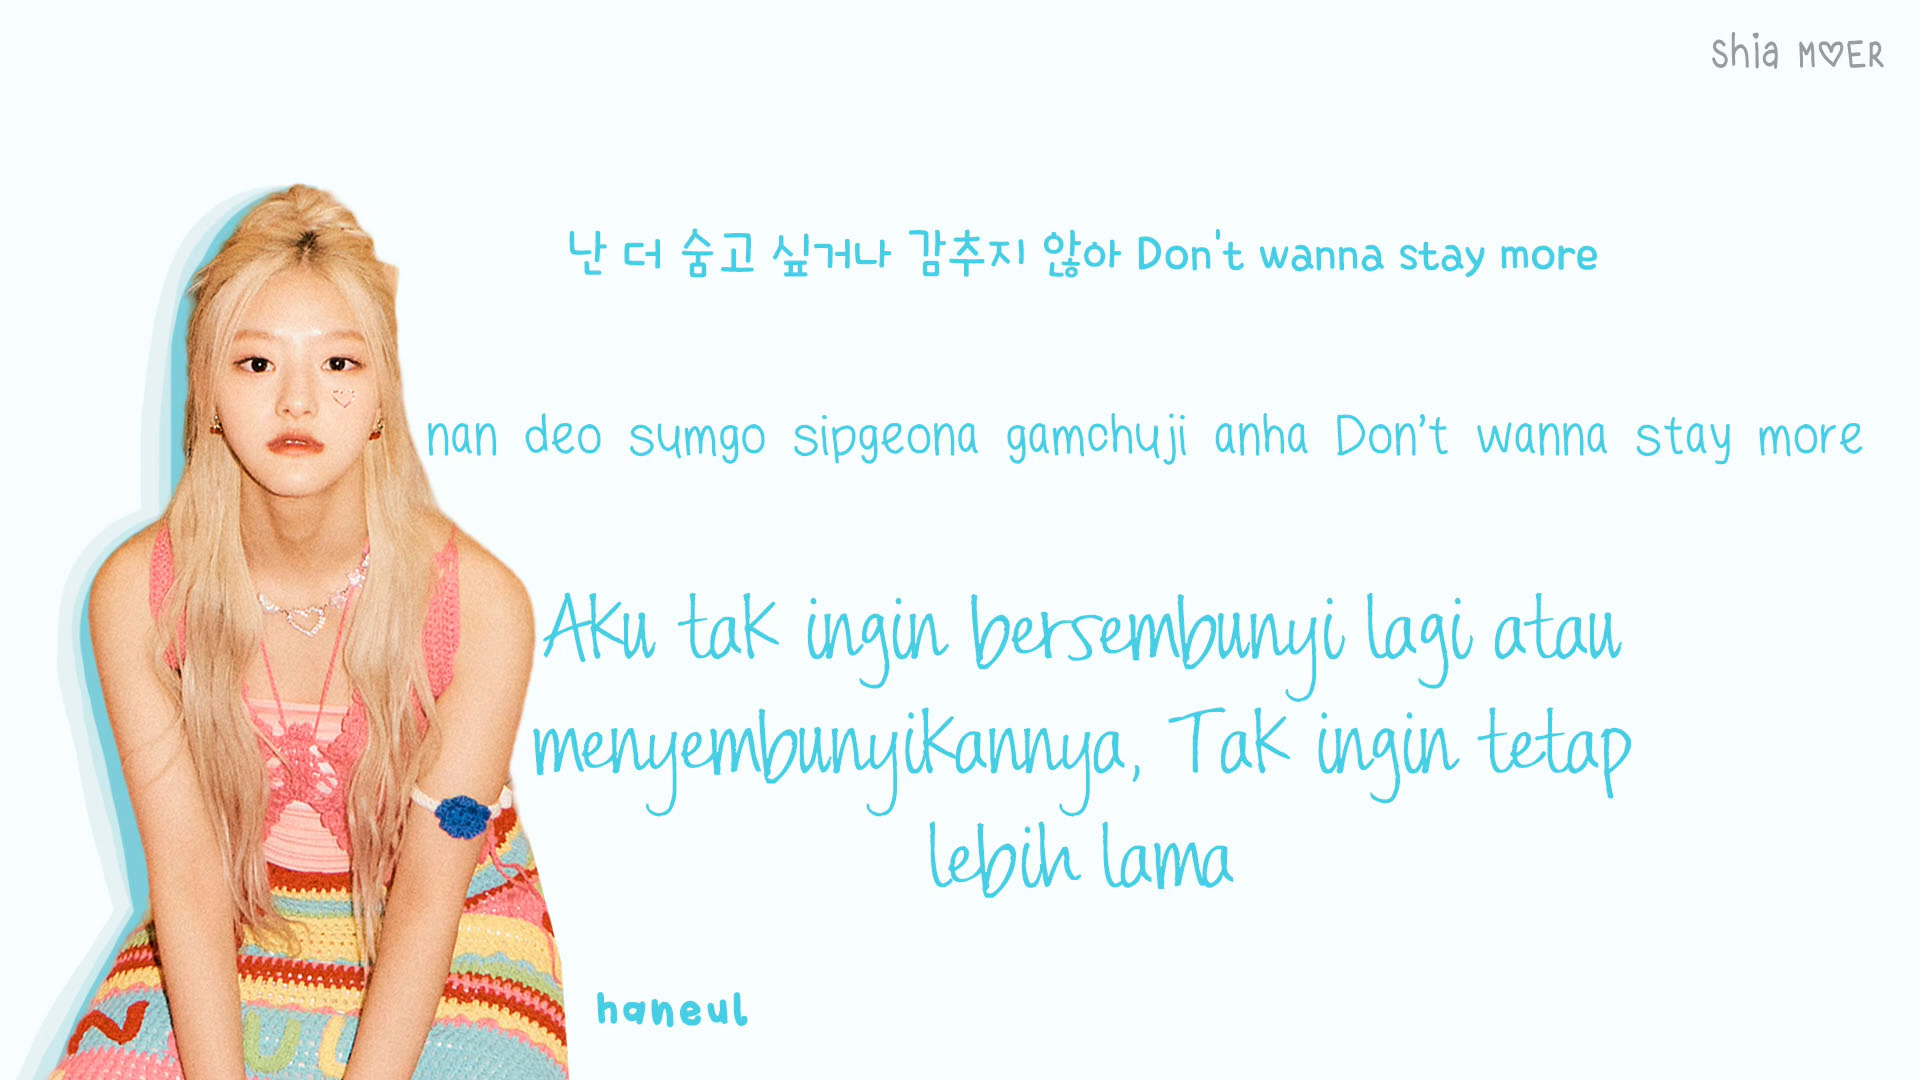 Shia M♡ER
난 더 숨고 싶거나 감추지 않아 Don't wanna stay more
nan deo sumgo sipgeona gamchuji anha Don't wanna stay more
Aku tak ingin bersembunyi lagi atau
menyembunyikannya, Tak ingin tetap
lebih lama
haneul